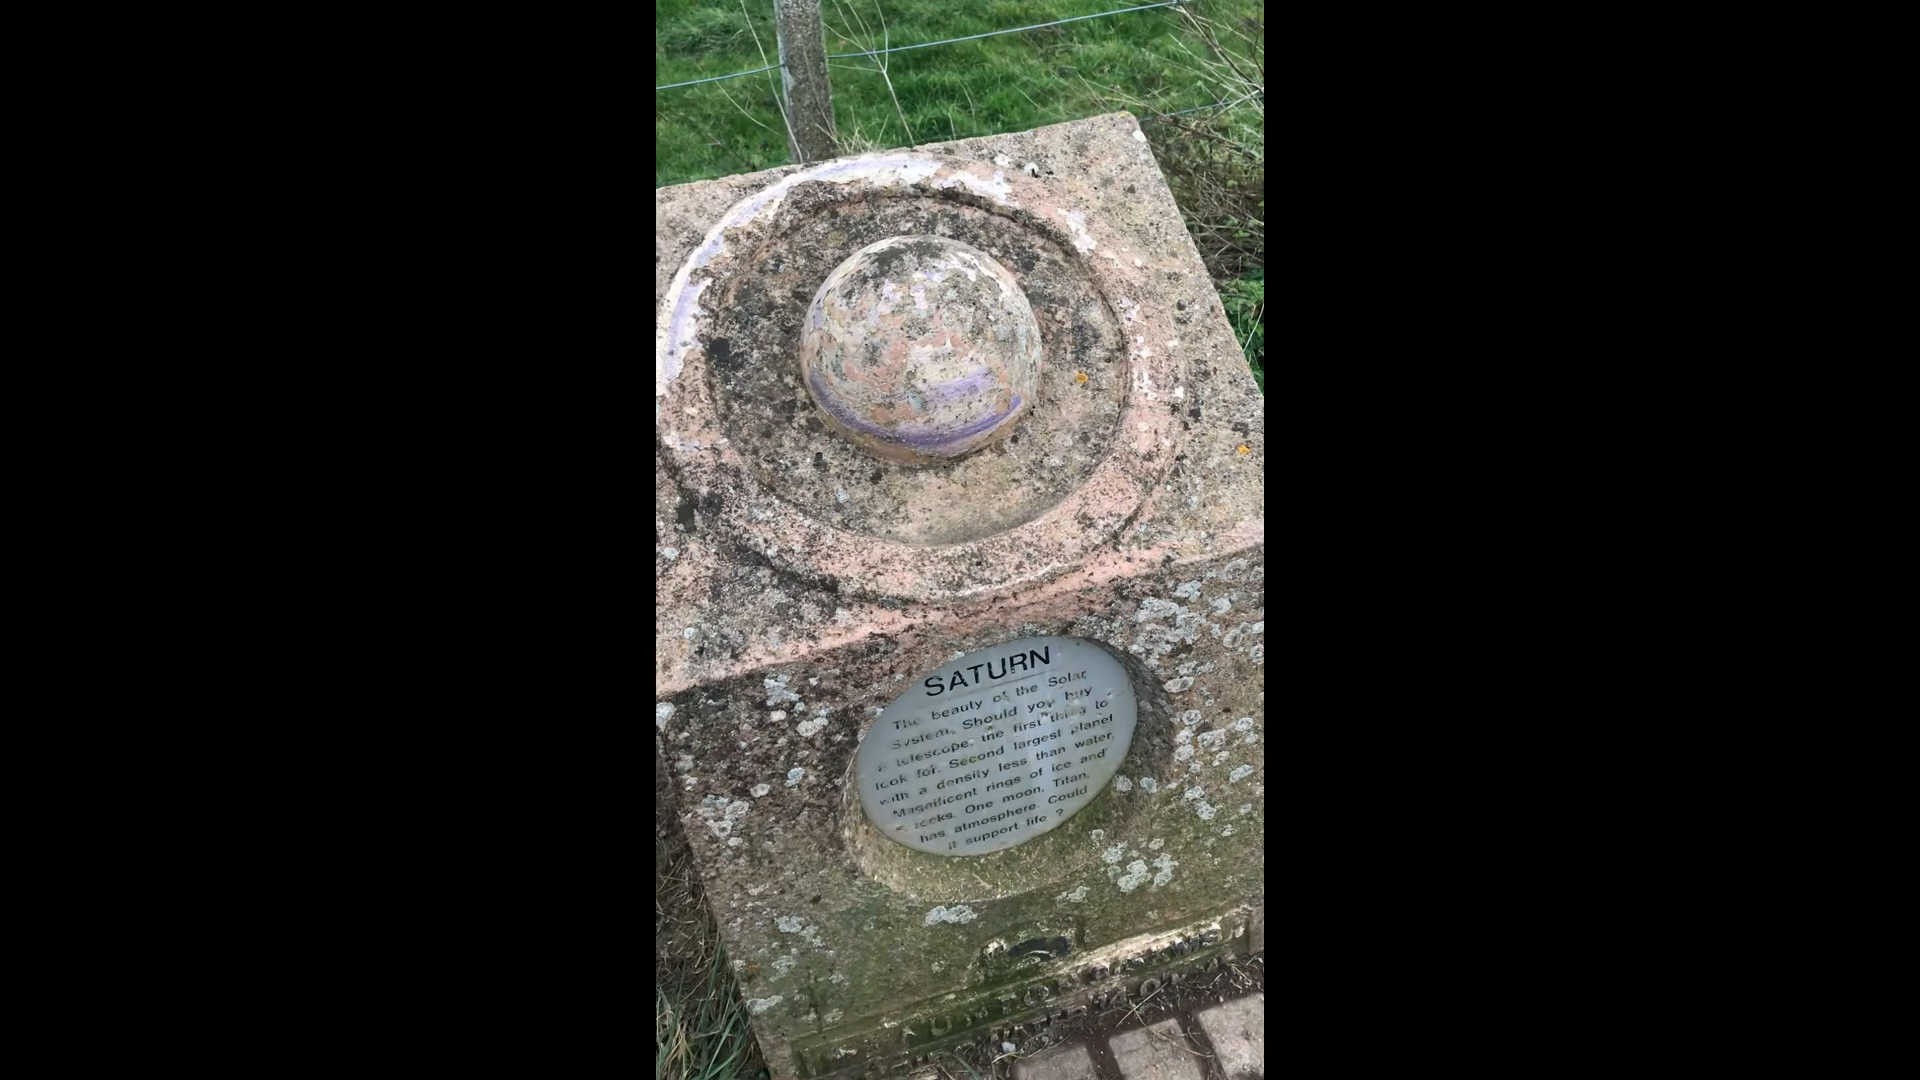 SATURN
The beauty of the Solar
System. Should you buy
a telescope, the first thing to
look for. Second largest planet
with a density less than water.
Magnificent rings of ice and
rocks. One moon, Titan,
has atmosphere. Could
it support life ?